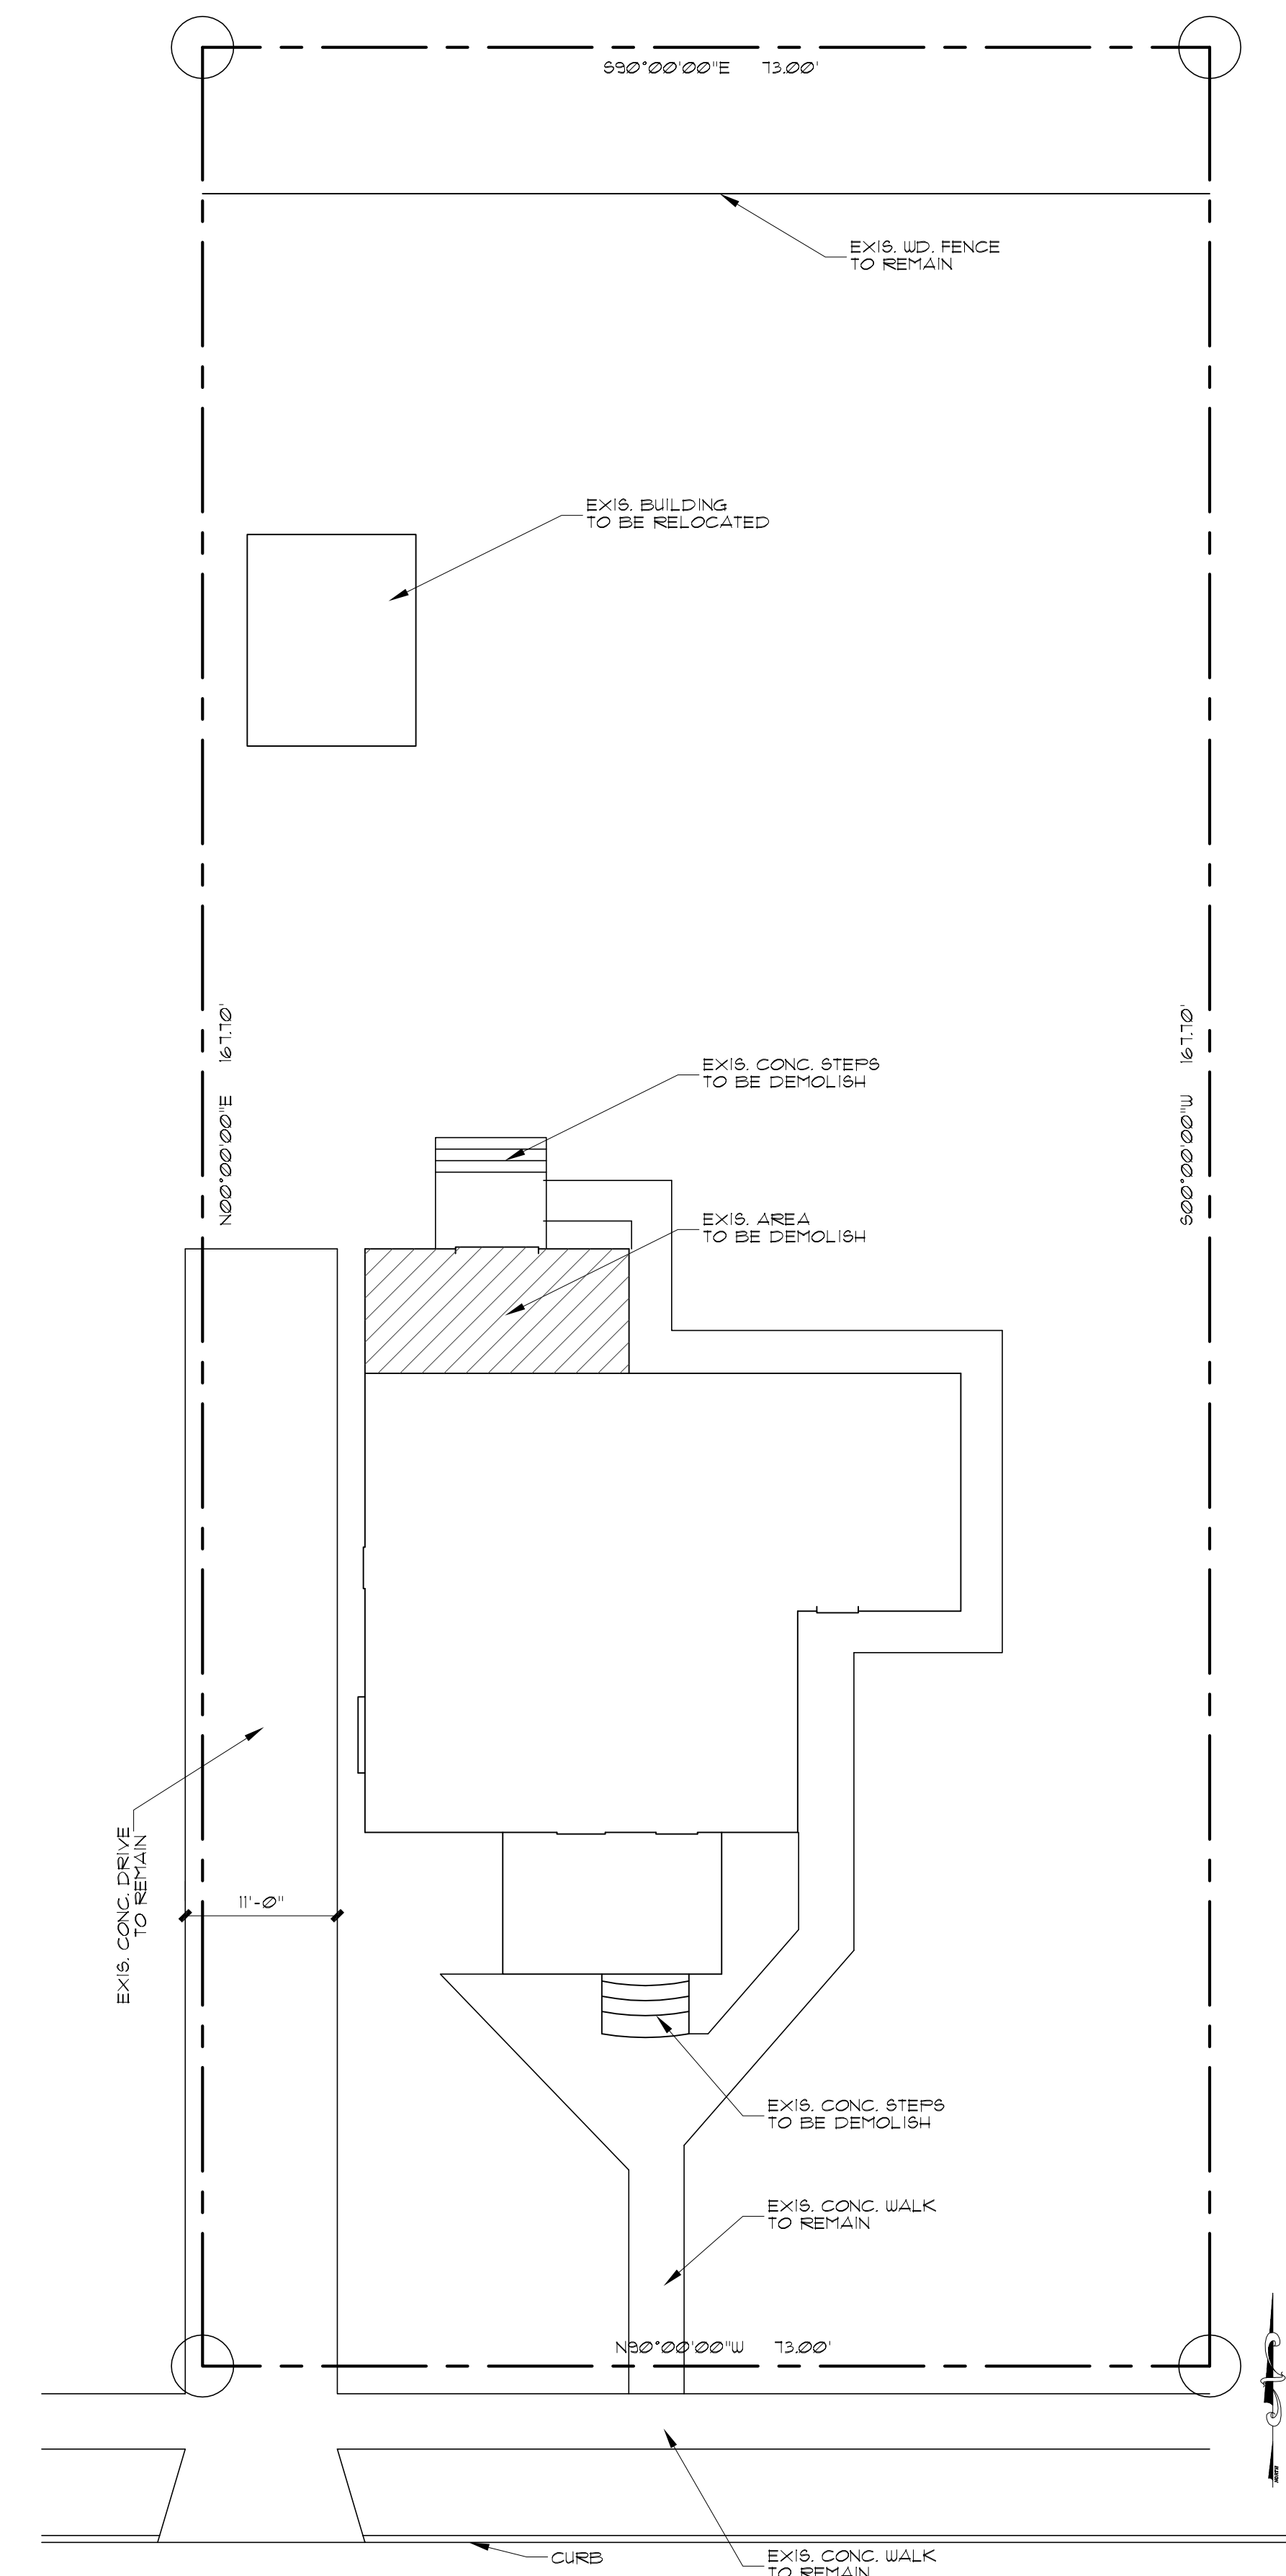 S90°00'00"E 73.00'
EXIS. WD. FENCE
TO REMAIN
EXIS. BUILDING
TO BE RELOCATED
N00°00'00"E 167.70'
S00°00'00"W 167.70'
EXIS. CONC. STEPS
TO BE DEMOLISH
EXIS. AREA
TO BE DEMOLISH
EXIS. CONC. DRIVE
TO REMAIN
11'-0"
EXIS. CONC. STEPS
TO BE DEMOLISH
EXIS. CONC. WALK
TO REMAIN
N90°00'00"W 73.00'
NORTH
CURB
EXIS. CONC. WALK
TO REMAIN